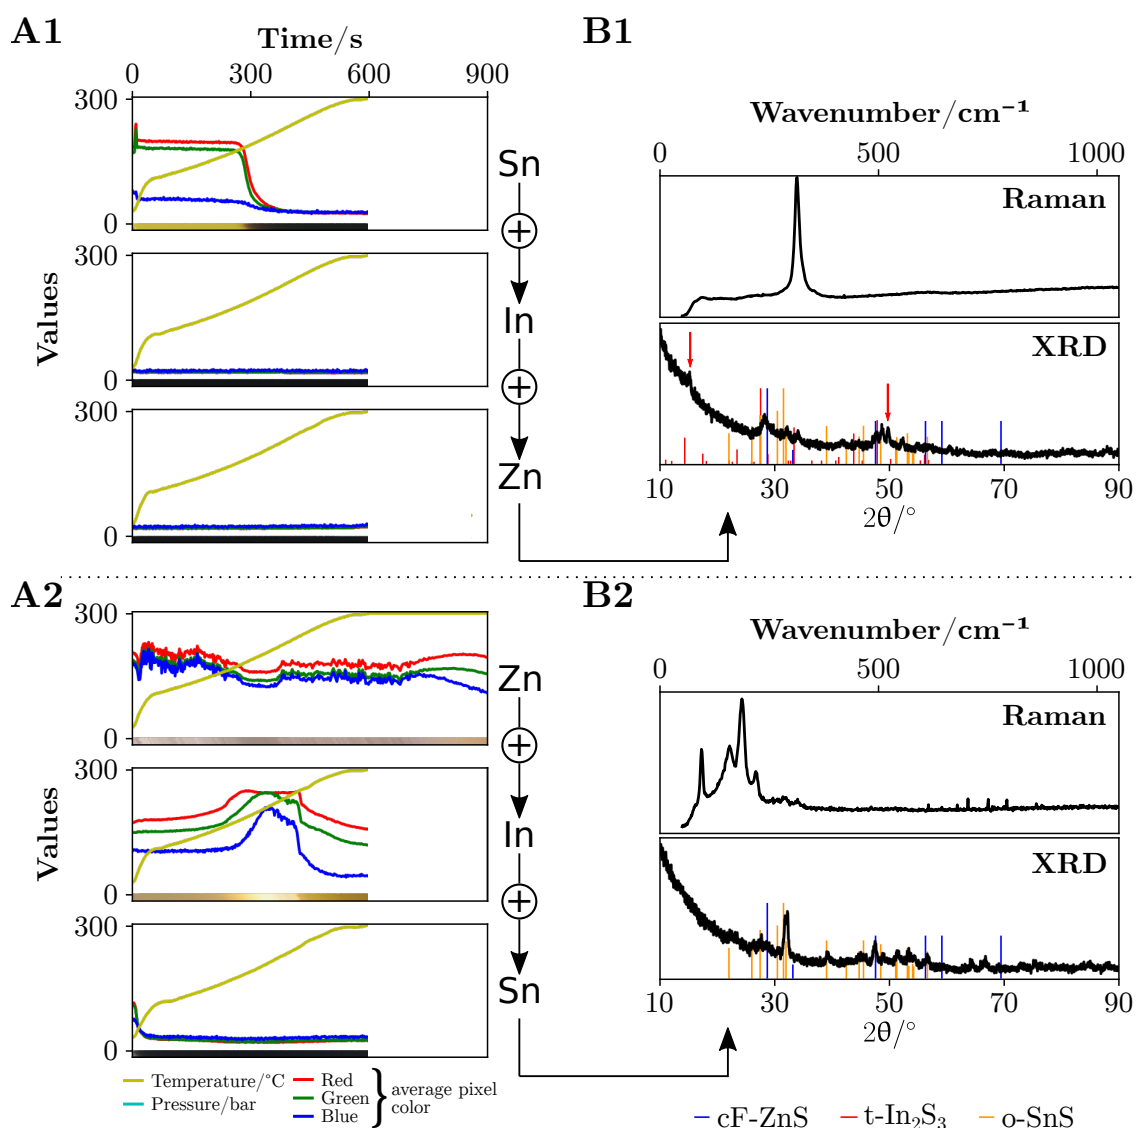 A1
Time/s
0 300 600 900
300
0
Sn
+
300
0
In
+
300
0
Zn
Values
B1
Wavenumber/cm⁻¹
0 500 1000
Raman
XRD
10 30 50 70 90
2θ/°
A2
300
0
Zn
+
300
0
In
+
300
0
Sn
Values
B2
Wavenumber/cm⁻¹
0 500 1000
Raman
XRD
10 30 50 70 90
2θ/°
Temperature/°C
Pressure/bar
Red
Green
Blue
} average pixel
color
cF-ZnS t-In₂S₃ o-SnS